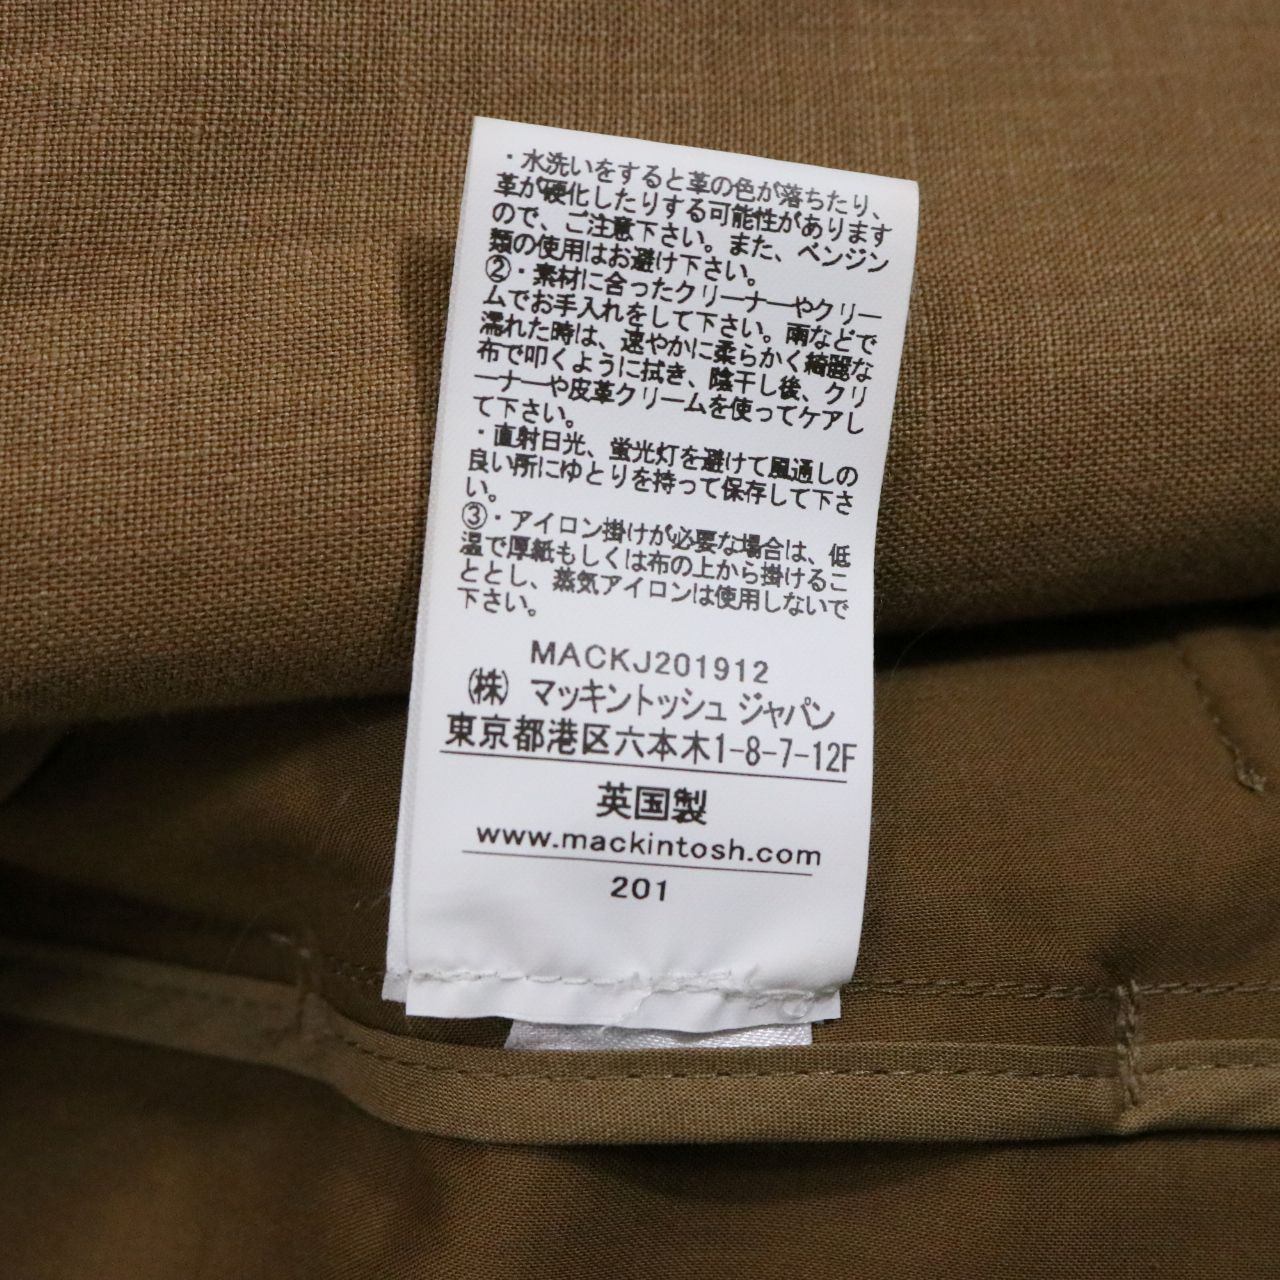 ・水洗いをすると革の色が落ちたり、
革が硬化したりする可能性があります
ので、ご注意下さい。また、ベンジン
類の使用はお避け下さい。
②・素材に合ったクリーナーやクリー
ムでお手入れをして下さい。雨などで
濡れた時は、速やかに柔らかく綺麗な
布で叩くように拭き、陰干し後、クリ
ーナーや皮革クリームを使ってケアし
て下さい。
・直射日光、蛍光灯を避けて風通しの
良い所にゆとりを持って保存して下さ
い。
③・アイロン掛けが必要な場合は、低
温で厚紙もしくは布の上から掛けるこ
ととし、蒸気アイロンは使用しないで
下さい。
MACKJ201912
(株) マッキントッシュ ジャパン
東京都港区六本木1-8-7-12F
英国製
www.mackintosh.com
201